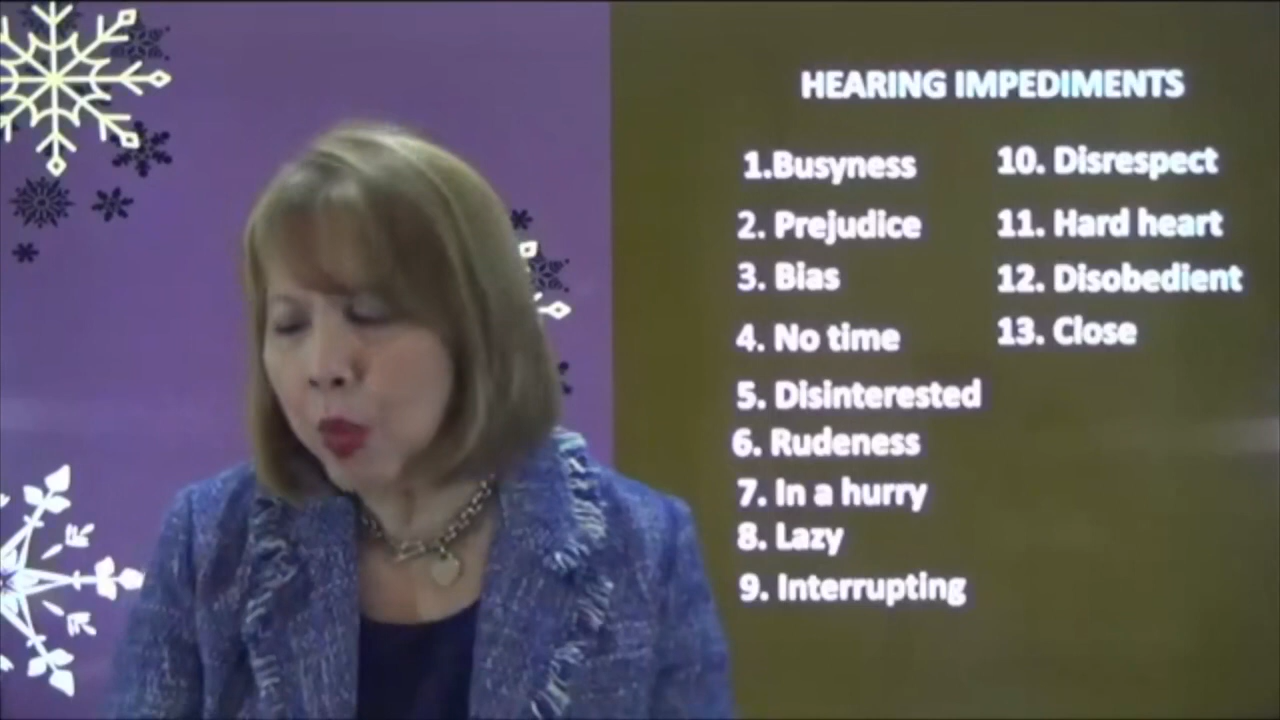 HEARING IMPEDIMENTS
1.Busyness
2. Prejudice
3. Bias
4. No time
5. Disinterested
6. Rudeness
7. In a hurry
8. Lazy
9. Interrupting
10. Disrespect
11. Hard heart
12. Disobedient
13. Close